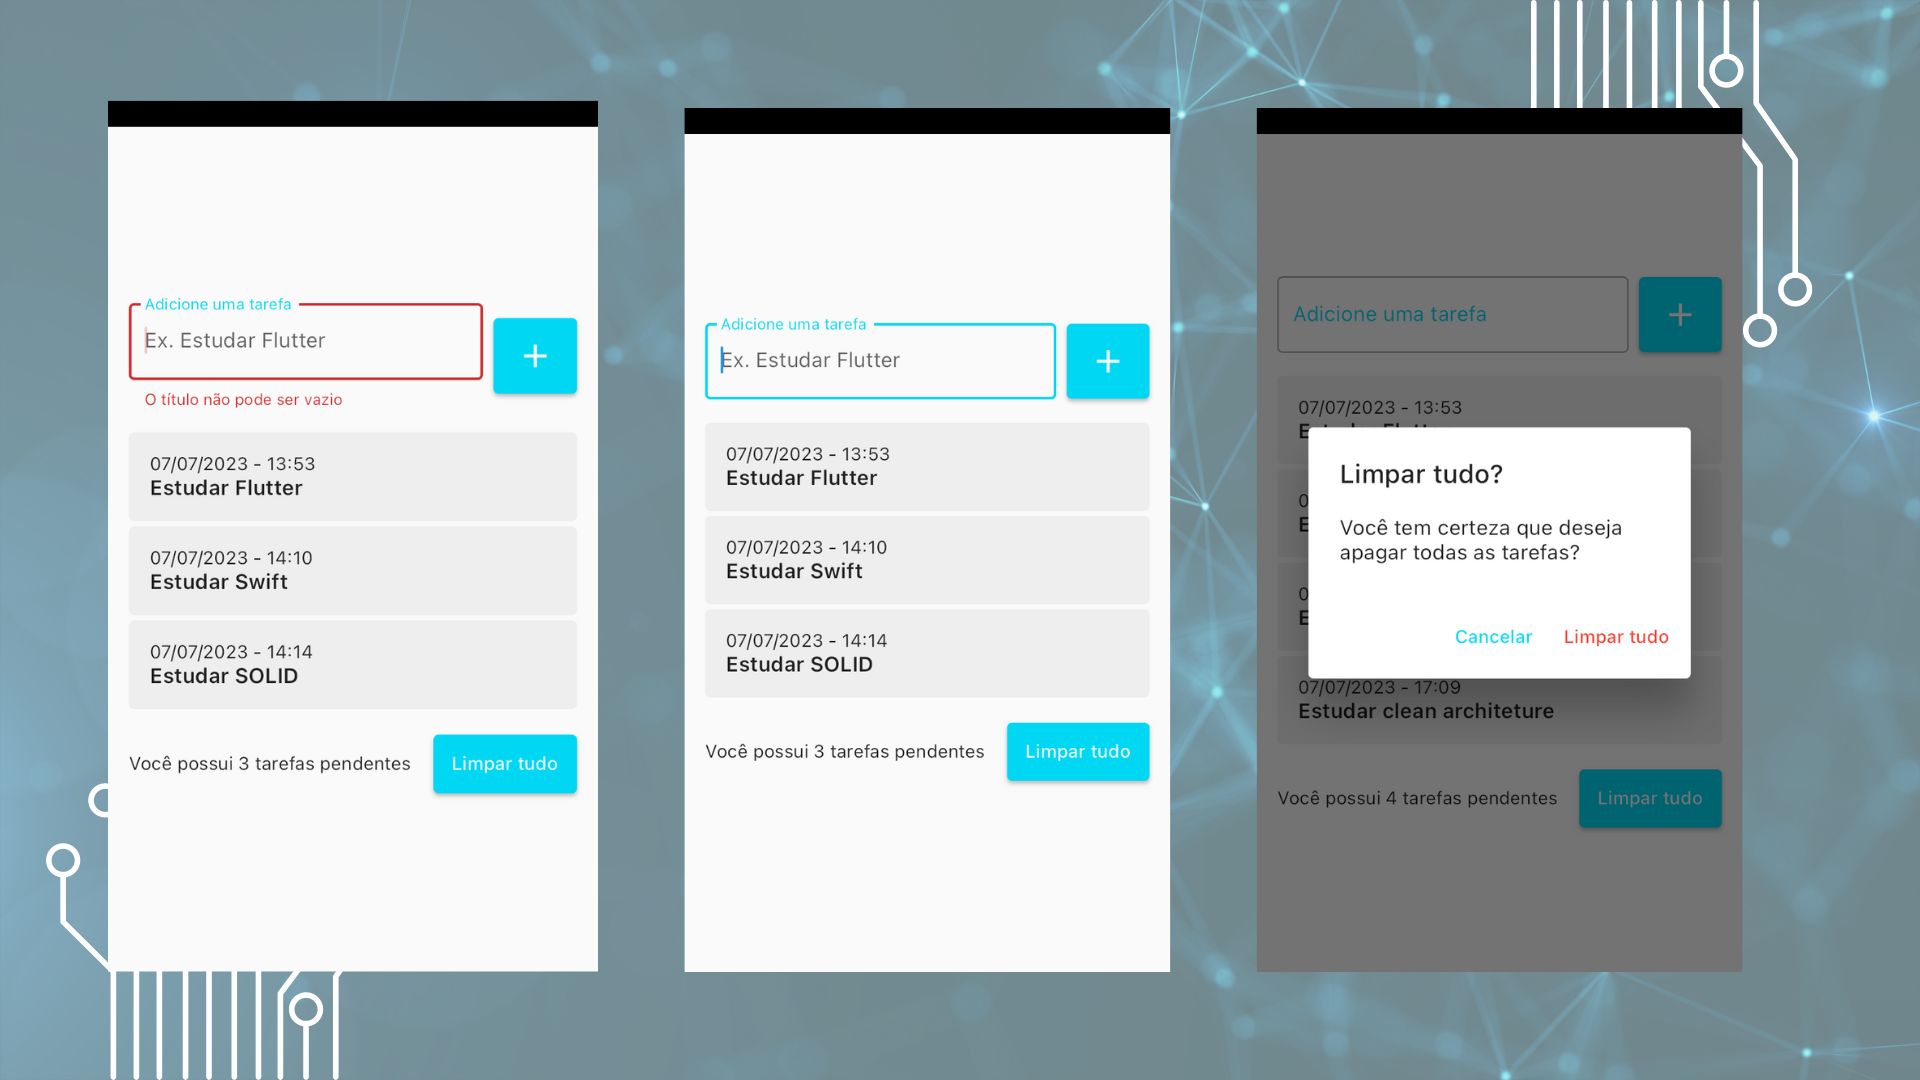 Adicione uma tarefa
Ex. Estudar Flutter
+
O título não pode ser vazio
07/07/2023 - 13:53
Estudar Flutter
07/07/2023 - 14:10
Estudar Swift
07/07/2023 - 14:14
Estudar SOLID
Você possui 3 tarefas pendentes
Limpar tudo
Adicione uma tarefa
Ex. Estudar Flutter
+
07/07/2023 - 13:53
Estudar Flutter
07/07/2023 - 14:10
Estudar Swift
07/07/2023 - 14:14
Estudar SOLID
Você possui 3 tarefas pendentes
Limpar tudo
Adicione uma tarefa
+
07/07/2023 - 13:53
Limpar tudo?
Você tem certeza que deseja
apagar todas as tarefas?
Cancelar
Limpar tudo
07/07/2023 - 17:09
Estudar clean architeture
Você possui 4 tarefas pendentes
Limpar tudo